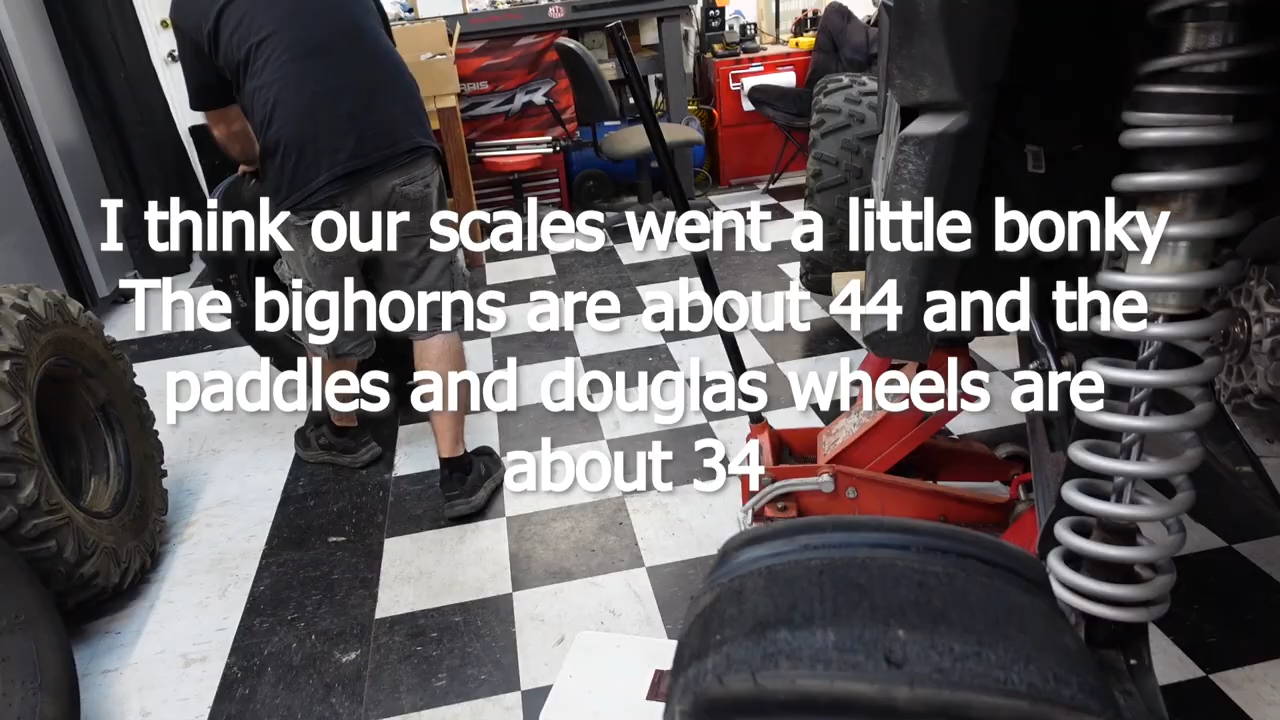 I think our scales went a little bonky
The bighorns are about 44 and the
paddles and douglas wheels are
about 34